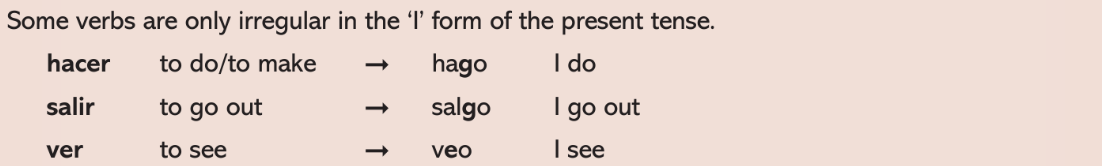 Some verbs are only irregular in the ‘I’ form of the present tense.
hacer to do/to make → hago I do
salir to go out → salgo I go out
ver to see → veo I see